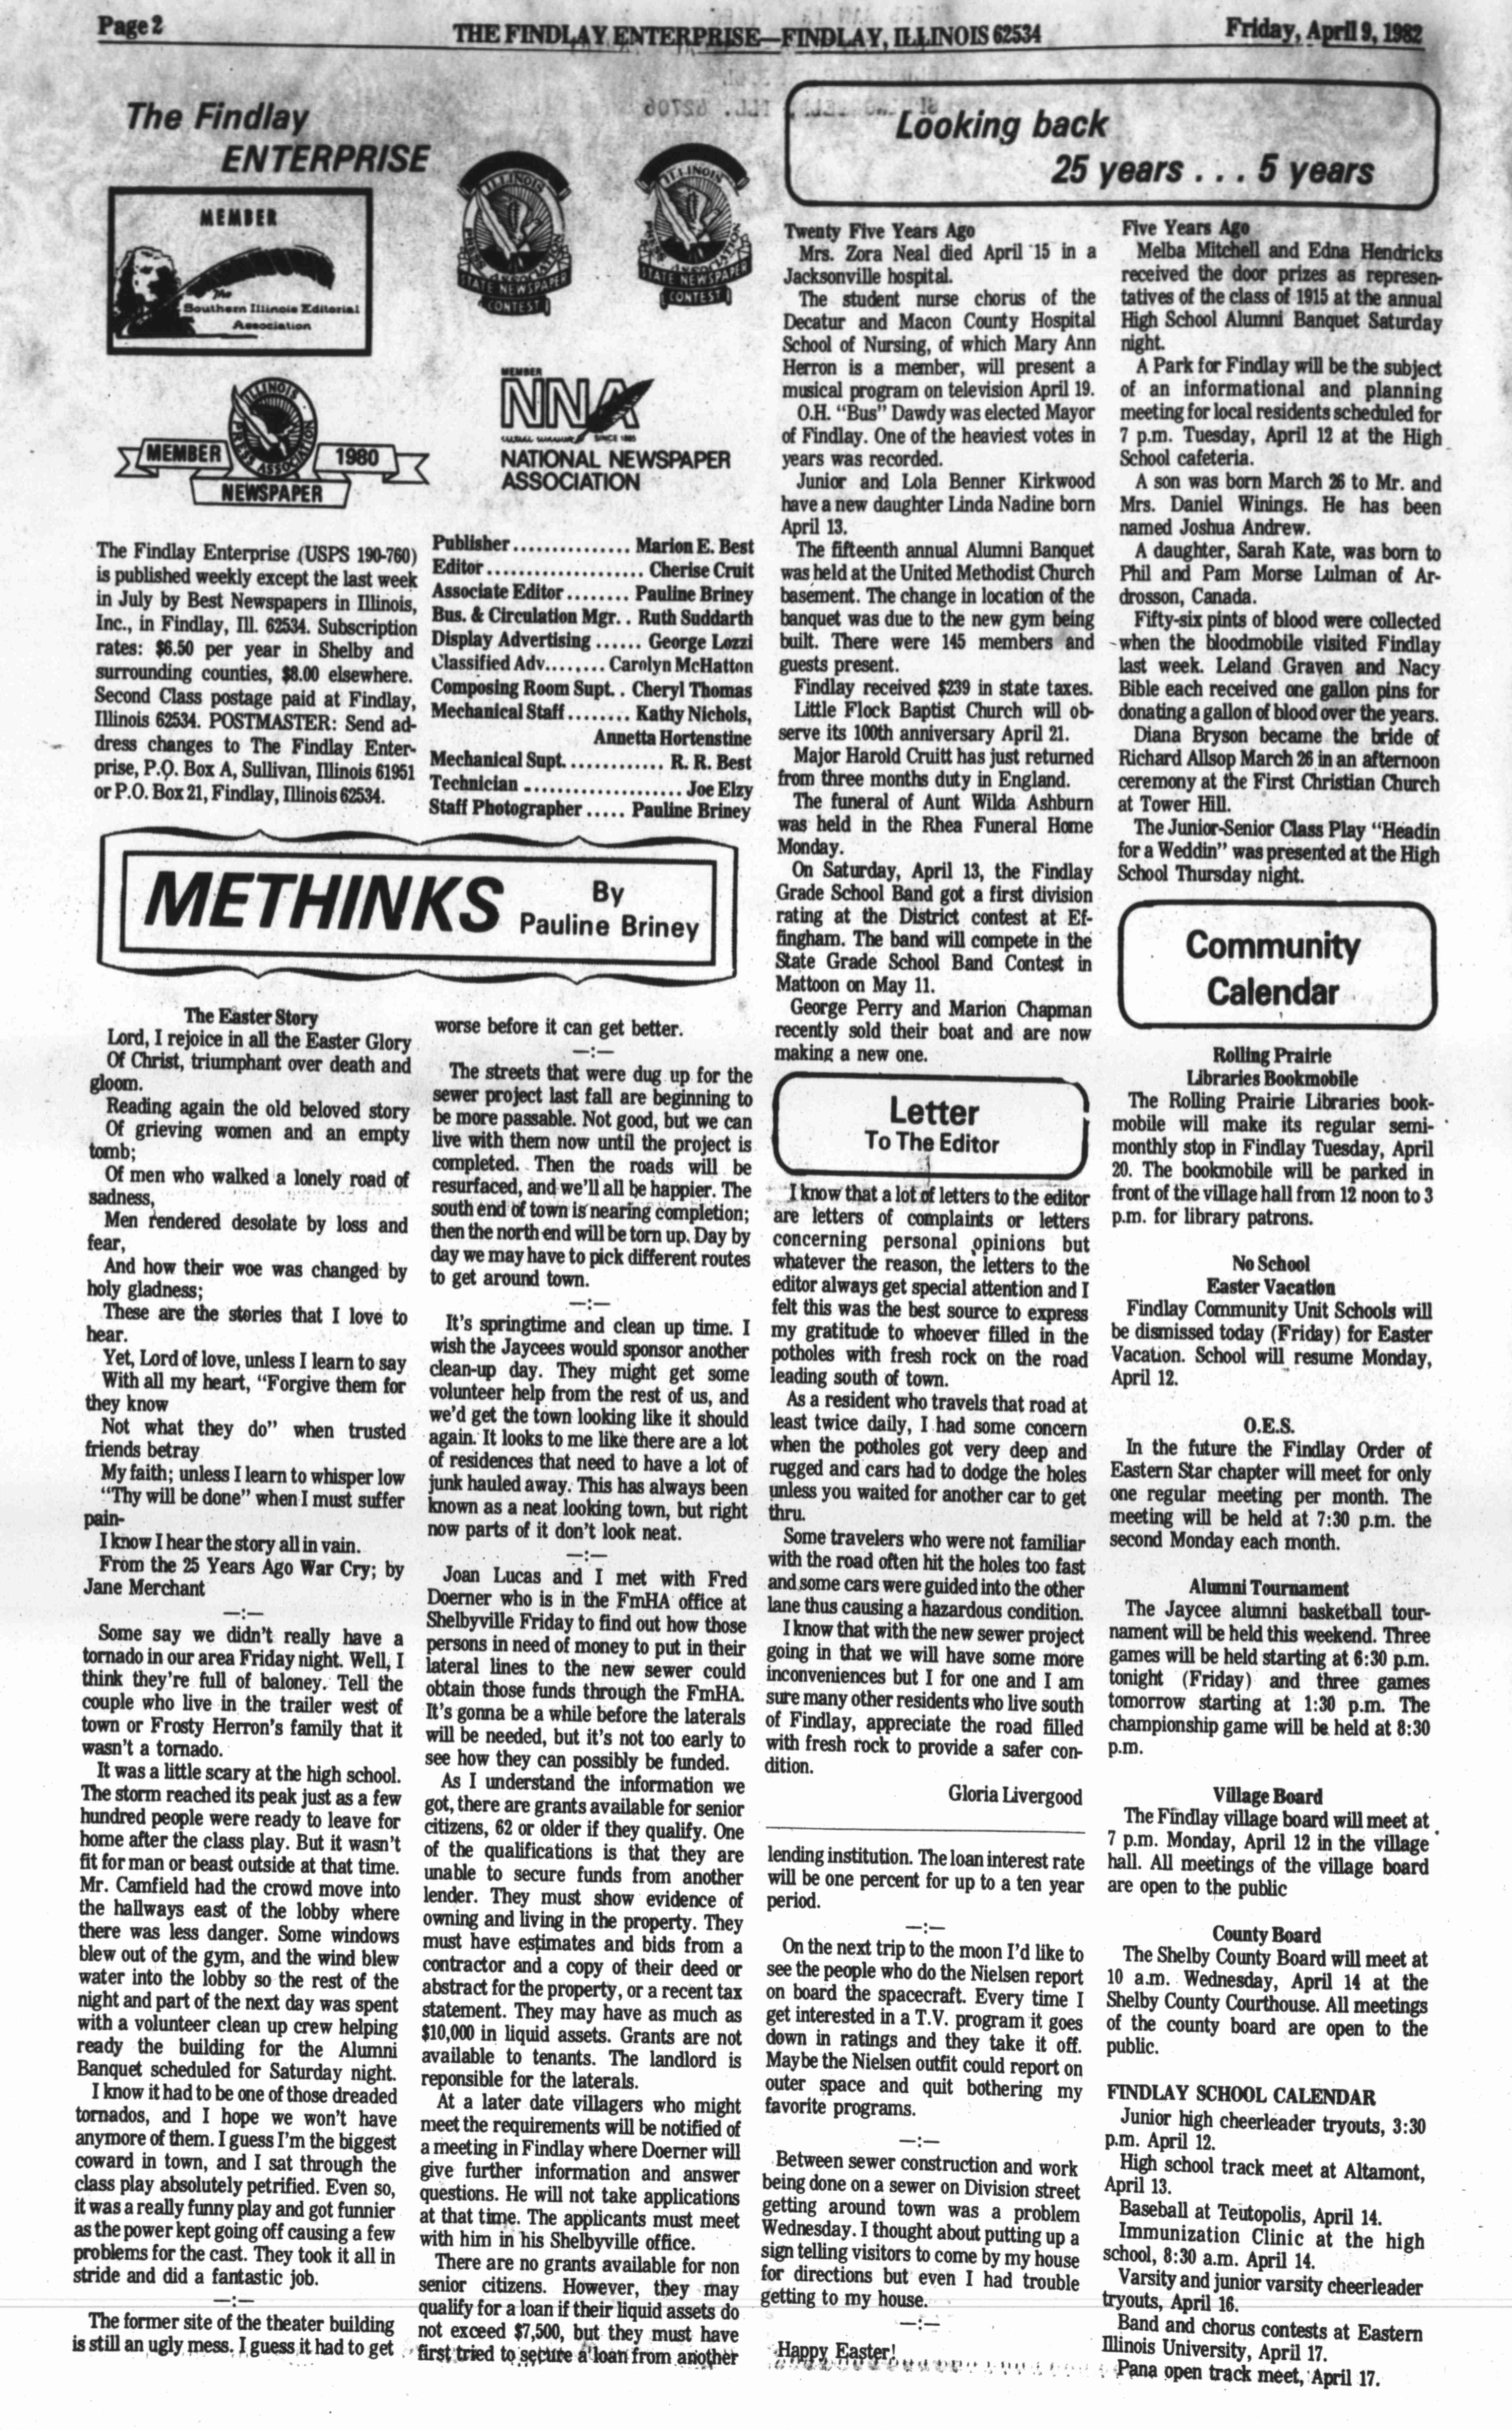 Page 2
THE FINDLAY ENTERPRISE—FINDLAY, ILLINOIS 62534
Friday, April 9, 1982
The Findlay
ENTERPRISE
MEMBER
The
Southern Illinois Editorial
Association
ILLINOIS
PRESS ASSOCIATION
STATE NEWSPAPER
CONTEST
ILLINOIS
PRESS ASSOCIATION
STATE NEWSPAPER
CONTEST
ILLINOIS
PRESS ASSOCIATION
MEMBER
1980
NEWSPAPER
MEMBER
NNA
SINCE 1885
NATIONAL NEWSPAPER
ASSOCIATION
The Findlay Enterprise (USPS 190-760)
is published weekly except the last week
in July by Best Newspapers in Illinois,
Inc., in Findlay, Ill. 62534. Subscription
rates: $6.50 per year in Shelby and
surrounding counties, $8.00 elsewhere.
Second Class postage paid at Findlay,
Illinois 62534. POSTMASTER: Send ad-
dress changes to The Findlay Enter-
prise, P.O. Box A, Sullivan, Illinois 61951
or P.O. Box 21, Findlay, Illinois 62534.
Publisher .............. Marion E. Best
Editor ................... Cherise Cruit
Associate Editor ........ Pauline Briney
Bus. & Circulation Mgr. . Ruth Suddarth
Display Advertising ...... George Lozzi
Classified Adv........ Carolyn McHatton
Composing Room Supt. . Cheryl Thomas
Mechanical Staff ........ Kathy Nichols,
Annetta Hortenstine
Mechanical Supt. ............ R. R. Best
Technician ................... Joe Elzy
Staff Photographer ..... Pauline Briney
METHINKS
By
Pauline Briney
The Easter Story
Lord, I rejoice in all the Easter Glory
Of Christ, triumphant over death and
gloom.
Reading again the old beloved story
Of grieving women and an empty
tomb;
Of men who walked a lonely road of
sadness,
Men rendered desolate by loss and
fear,
And how their woe was changed by
holy gladness;
These are the stories that I love to
hear.
Yet, Lord of love, unless I learn to say
With all my heart, "Forgive them for
they know
Not what they do" when trusted
friends betray
My faith; unless I learn to whisper low
"Thy will be done" when I must suffer
pain-
I know I hear the story all in vain.
From the 25 Years Ago War Cry; by
Jane Merchant
—:—
Some say we didn't really have a
tornado in our area Friday night. Well, I
think they're full of baloney. Tell the
couple who live in the trailer west of
town or Frosty Herron's family that it
wasn't a tornado.
It was a little scary at the high school.
The storm reached its peak just as a few
hundred people were ready to leave for
home after the class play. But it wasn't
fit for man or beast outside at that time.
Mr. Camfield had the crowd move into
the hallways east of the lobby where
there was less danger. Some windows
blew out of the gym, and the wind blew
water into the lobby so the rest of the
night and part of the next day was spent
with a volunteer clean up crew helping
ready the building for the Alumni
Banquet scheduled for Saturday night.
I know it had to be one of those dreaded
tornados, and I hope we won't have
anymore of them. I guess I'm the biggest
coward in town, and I sat through the
class play absolutely petrified. Even so,
it was a really funny play and got funnier
as the power kept going off causing a few
problems for the cast. They took it all in
stride and did a fantastic job.
—:—
The former site of the theater building
is still an ugly mess. I guess it had to get
worse before it can get better.
—:—
The streets that were dug up for the
sewer project last fall are beginning to
be more passable. Not good, but we can
live with them now until the project is
completed. Then the roads will be
resurfaced, and we'll all be happier. The
south end of town is nearing completion;
then the north end will be torn up. Day by
day we may have to pick different routes
to get around town.
—:—
It's springtime and clean up time. I
wish the Jaycees would sponsor another
clean-up day. They might get some
volunteer help from the rest of us, and
we'd get the town looking like it should
again. It looks to me like there are a lot
of residences that need to have a lot of
junk hauled away. This has always been
known as a neat looking town, but right
now parts of it don't look neat.
—:—
Joan Lucas and I met with Fred
Doerner who is in the FmHA office at
Shelbyville Friday to find out how those
persons in need of money to put in their
lateral lines to the new sewer could
obtain those funds through the FmHA.
It's gonna be a while before the laterals
will be needed, but it's not too early to
see how they can possibly be funded.
As I understand the information we
got, there are grants available for senior
citizens, 62 or older if they qualify. One
of the qualifications is that they are
unable to secure funds from another
lender. They must show evidence of
owning and living in the property. They
must have estimates and bids from a
contractor and a copy of their deed or
abstract for the property, or a recent tax
statement. They may have as much as
$10,000 in liquid assets. Grants are not
available to tenants. The landlord is
reponsible for the laterals.
At a later date villagers who might
meet the requirements will be notified of
a meeting in Findlay where Doerner will
give further information and answer
questions. He will not take applications
at that time. The applicants must meet
with him in his Shelbyville office.
There are no grants available for non
senior citizens. However, they may
qualify for a loan if their liquid assets do
not exceed $7,500, but they must have
first tried to secure a loan from another
Looking back
25 years . . . 5 years
Twenty Five Years Ago
Mrs. Zora Neal died April 15 in a
Jacksonville hospital.
The student nurse chorus of the
Decatur and Macon County Hospital
School of Nursing, of which Mary Ann
Herron is a member, will present a
musical program on television April 19.
O.H. "Bus" Dawdy was elected Mayor
of Findlay. One of the heaviest votes in
years was recorded.
Junior and Lola Benner Kirkwood
have a new daughter Linda Nadine born
April 13.
The fifteenth annual Alumni Banquet
was held at the United Methodist Church
basement. The change in location of the
banquet was due to the new gym being
built. There were 145 members and
guests present.
Findlay received $239 in state taxes.
Little Flock Baptist Church will ob-
serve its 100th anniversary April 21.
Major Harold Cruitt has just returned
from three months duty in England.
The funeral of Aunt Wilda Ashburn
was held in the Rhea Funeral Home
Monday.
On Saturday, April 13, the Findlay
Grade School Band got a first division
rating at the District contest at Ef-
fingham. The band will compete in the
State Grade School Band Contest in
Mattoon on May 11.
George Perry and Marion Chapman
recently sold their boat and are now
making a new one.
Letter
To The Editor
I know that a lot of letters to the editor
are letters of complaints or letters
concerning personal opinions but
whatever the reason, the letters to the
editor always get special attention and I
felt this was the best source to express
my gratitude to whoever filled in the
potholes with fresh rock on the road
leading south of town.
As a resident who travels that road at
least twice daily, I had some concern
when the potholes got very deep and
rugged and cars had to dodge the holes
unless you waited for another car to get
thru.
Some travelers who were not familiar
with the road often hit the holes too fast
and some cars were guided into the other
lane thus causing a hazardous condition.
I know that with the new sewer project
going in that we will have some more
inconveniences but I for one and I am
sure many other residents who live south
of Findlay, appreciate the road filled
with fresh rock to provide a safer con-
dition.
Gloria Livergood
lending institution. The loan interest rate
will be one percent for up to a ten year
period.
—:—
On the next trip to the moon I'd like to
see the people who do the Nielsen report
on board the spacecraft. Every time I
get interested in a T.V. program it goes
down in ratings and they take it off.
Maybe the Nielsen outfit could report on
outer space and quit bothering my
favorite programs.
—:—
Between sewer construction and work
being done on a sewer on Division street
getting around town was a problem
Wednesday. I thought about putting up a
sign telling visitors to come by my house
for directions but even I had trouble
getting to my house.
—:—
Happy Easter!
Five Years Ago
Melba Mitchell and Edna Hendricks
received the door prizes as represen-
tatives of the class of 1915 at the annual
High School Alumni Banquet Saturday
night.
A Park for Findlay will be the subject
of an informational and planning
meeting for local residents scheduled for
7 p.m. Tuesday, April 12 at the High
School cafeteria.
A son was born March 26 to Mr. and
Mrs. Daniel Winings. He has been
named Joshua Andrew.
A daughter, Sarah Kate, was born to
Phil and Pam Morse Lulman of Ar-
drosson, Canada.
Fifty-six pints of blood were collected
when the bloodmobile visited Findlay
last week. Leland Graven and Nacy
Bible each received one gallon pins for
donating a gallon of blood over the years.
Diana Bryson became the bride of
Richard Allsop March 26 in an afternoon
ceremony at the First Christian Church
at Tower Hill.
The Junior-Senior Class Play "Headin
for a Weddin" was presented at the High
School Thursday night.
Community
Calendar
Rolling Prairie
Libraries Bookmobile
The Rolling Prairie Libraries book-
mobile will make its regular semi-
monthly stop in Findlay Tuesday, April
20. The bookmobile will be parked in
front of the village hall from 12 noon to 3
p.m. for library patrons.
No School
Easter Vacation
Findlay Community Unit Schools will
be dismissed today (Friday) for Easter
Vacation. School will resume Monday,
April 12.
O.E.S.
In the future the Findlay Order of
Eastern Star chapter will meet for only
one regular meeting per month. The
meeting will be held at 7:30 p.m. the
second Monday each month.
Alumni Tournament
The Jaycee alumni basketball tour-
nament will be held this weekend. Three
games will be held starting at 6:30 p.m.
tonight (Friday) and three games
tomorrow starting at 1:30 p.m. The
championship game will be held at 8:30
p.m.
Village Board
The Findlay village board will meet at
7 p.m. Monday, April 12 in the village
hall. All meetings of the village board
are open to the public
County Board
The Shelby County Board will meet at
10 a.m. Wednesday, April 14 at the
Shelby County Courthouse. All meetings
of the county board are open to the
public.
FINDLAY SCHOOL CALENDAR
Junior high cheerleader tryouts, 3:30
p.m. April 12.
High school track meet at Altamont,
April 13.
Baseball at Teutopolis, April 14.
Immunization Clinic at the high
school, 8:30 a.m. April 14.
Varsity and junior varsity cheerleader
tryouts, April 16.
Band and chorus contests at Eastern
Illinois University, April 17.
Pana open track meet, April 17.